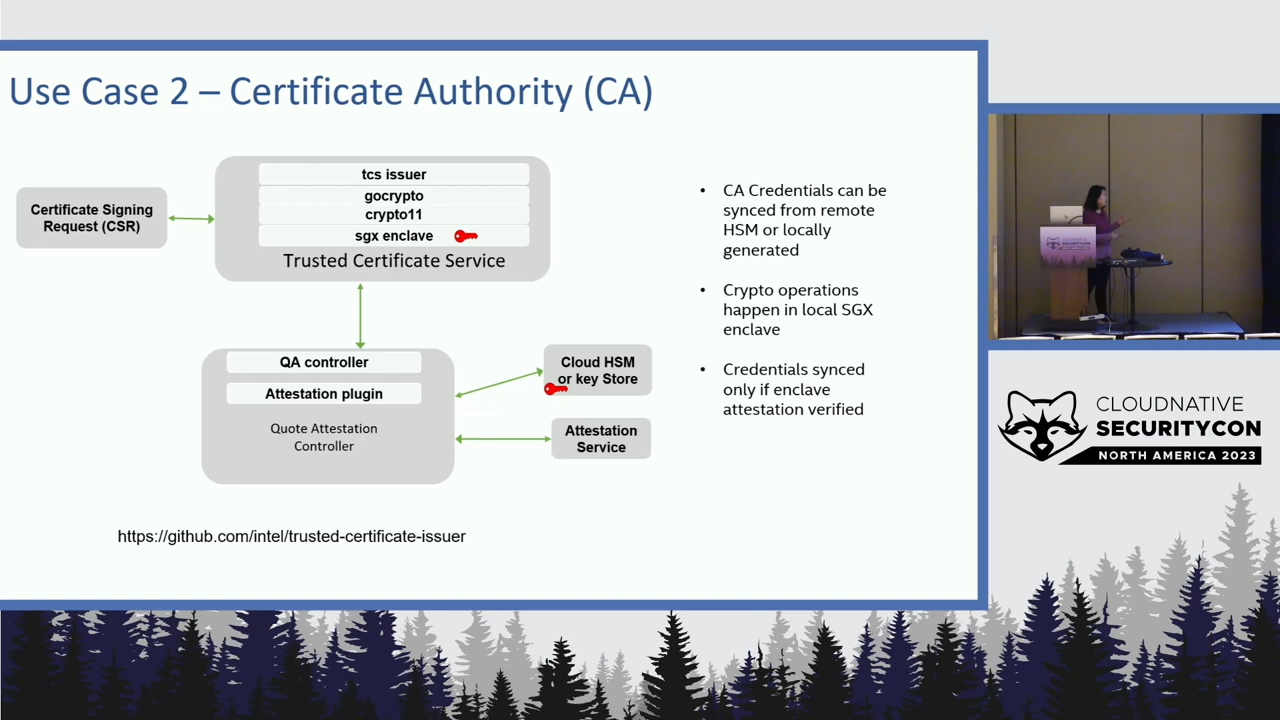 Use Case 2 – Certificate Authority (CA)
Certificate Signing
Request (CSR)
tcs issuer
gocrypto
crypto11
sgx enclave
Trusted Certificate Service
QA controller
Attestation plugin
Quote Attestation
Controller
Cloud HSM
or key Store
Attestation
Service
https://github.com/intel/trusted-certificate-issuer
• CA Credentials can be
synced from remote
HSM or locally
generated
• Crypto operations
happen in local SGX
enclave
• Credentials synced
only if enclave
attestation verified
CLOUDNATIVE
SECURITYCON
NORTH AMERICA 2023